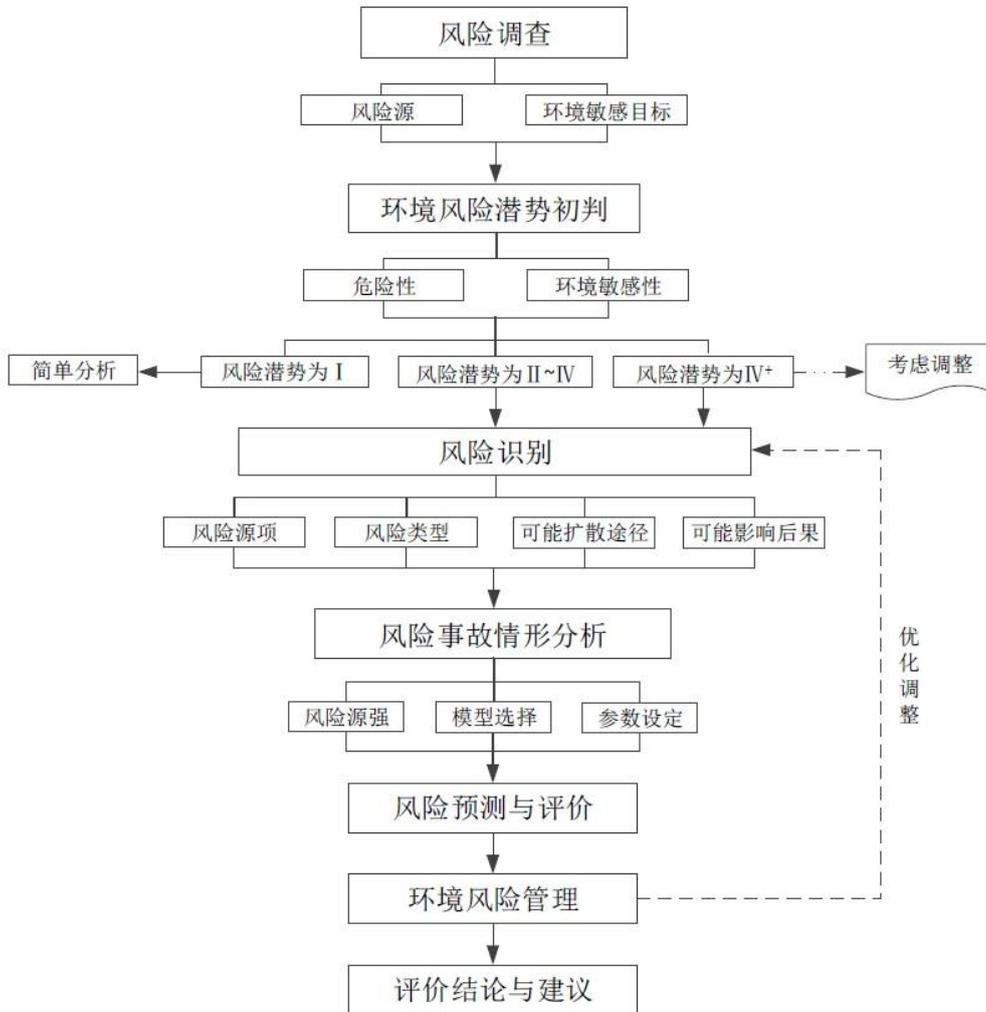 风险调查
风险源
环境敏感目标
环境风险潜势初判
危险性
环境敏感性
简单分析
风险潜势为Ⅰ
风险潜势为Ⅱ~Ⅳ
风险潜势为Ⅳ⁺
考虑调整
风险识别
风险源项
风险类型
可能扩散途径
可能影响后果
风险事故情形分析
优化调整
风险源强
模型选择
参数设定
风险预测与评价
环境风险管理
评价结论与建议